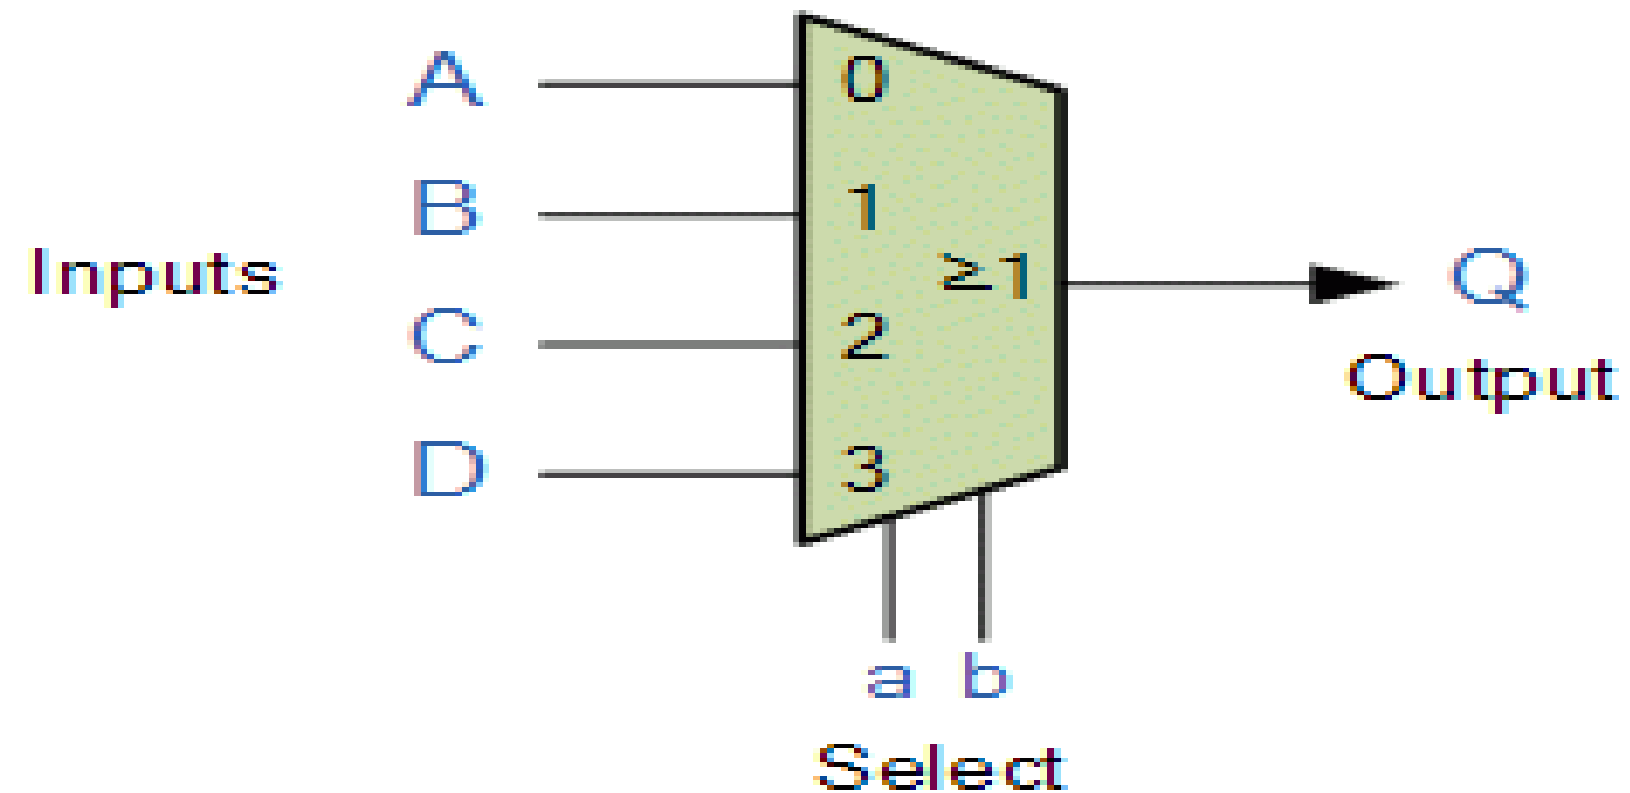 A 0
B 1
Inputs
≥1 Q
C 2
Output
D 3
a b
Select